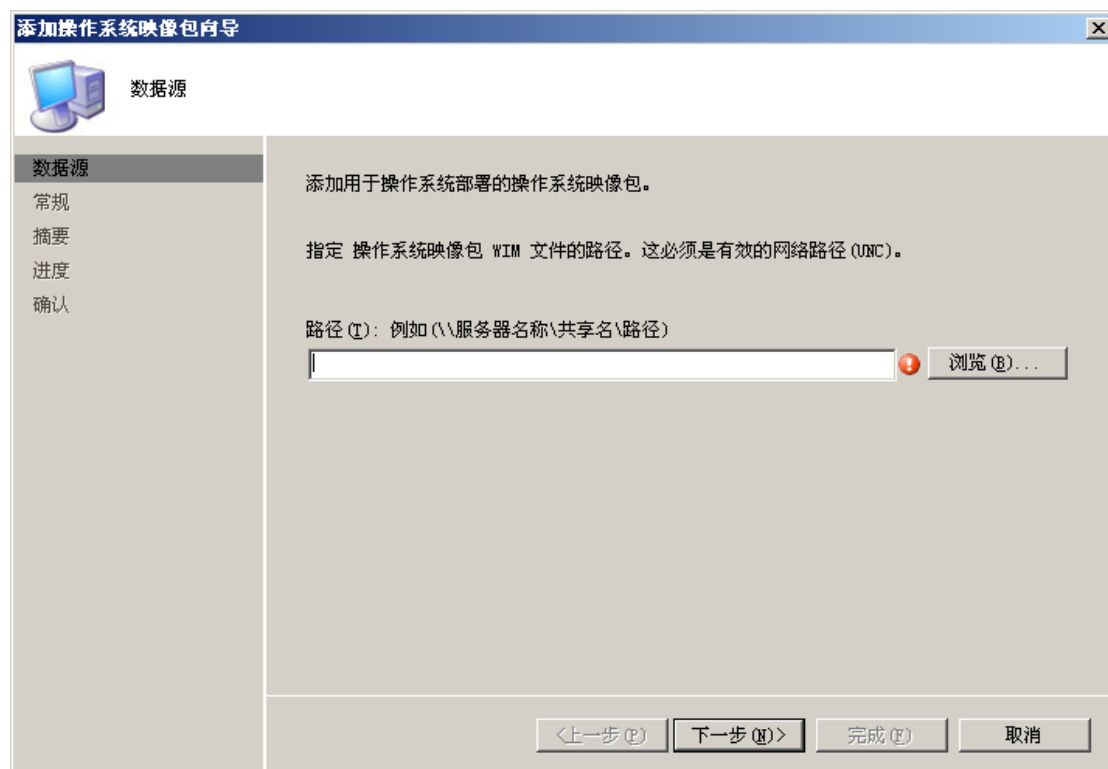 添加操作系统映像包向导
数据源
数据源
常规
摘要
进度
确认
添加用于操作系统部署的操作系统映像包。
指定 操作系统映像包 WIM 文件的路径。这必须是有效的网络路径(UNC)。
路径(T): 例如(\\服务器名称\共享名\路径)
浏览(B)...
<上一步(P)
下一步(N)>
完成(F)
取消